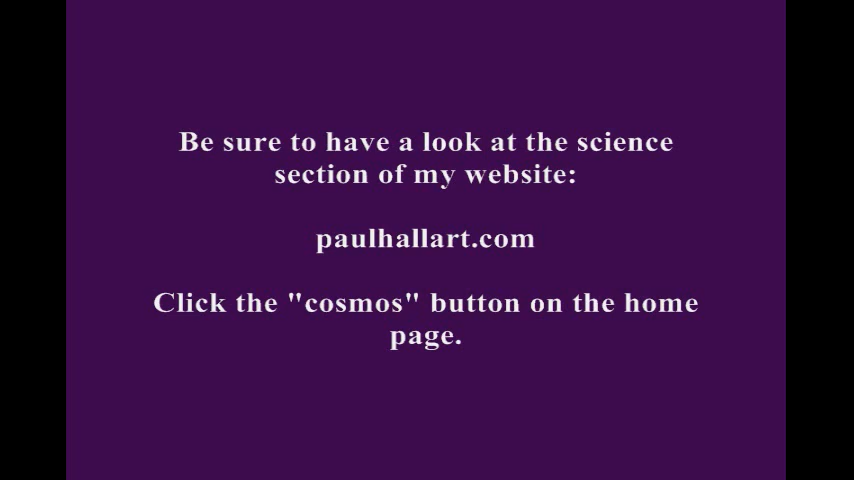 Be sure to have a look at the science
section of my website:
paulhallart.com
Click the "cosmos" button on the home
page.